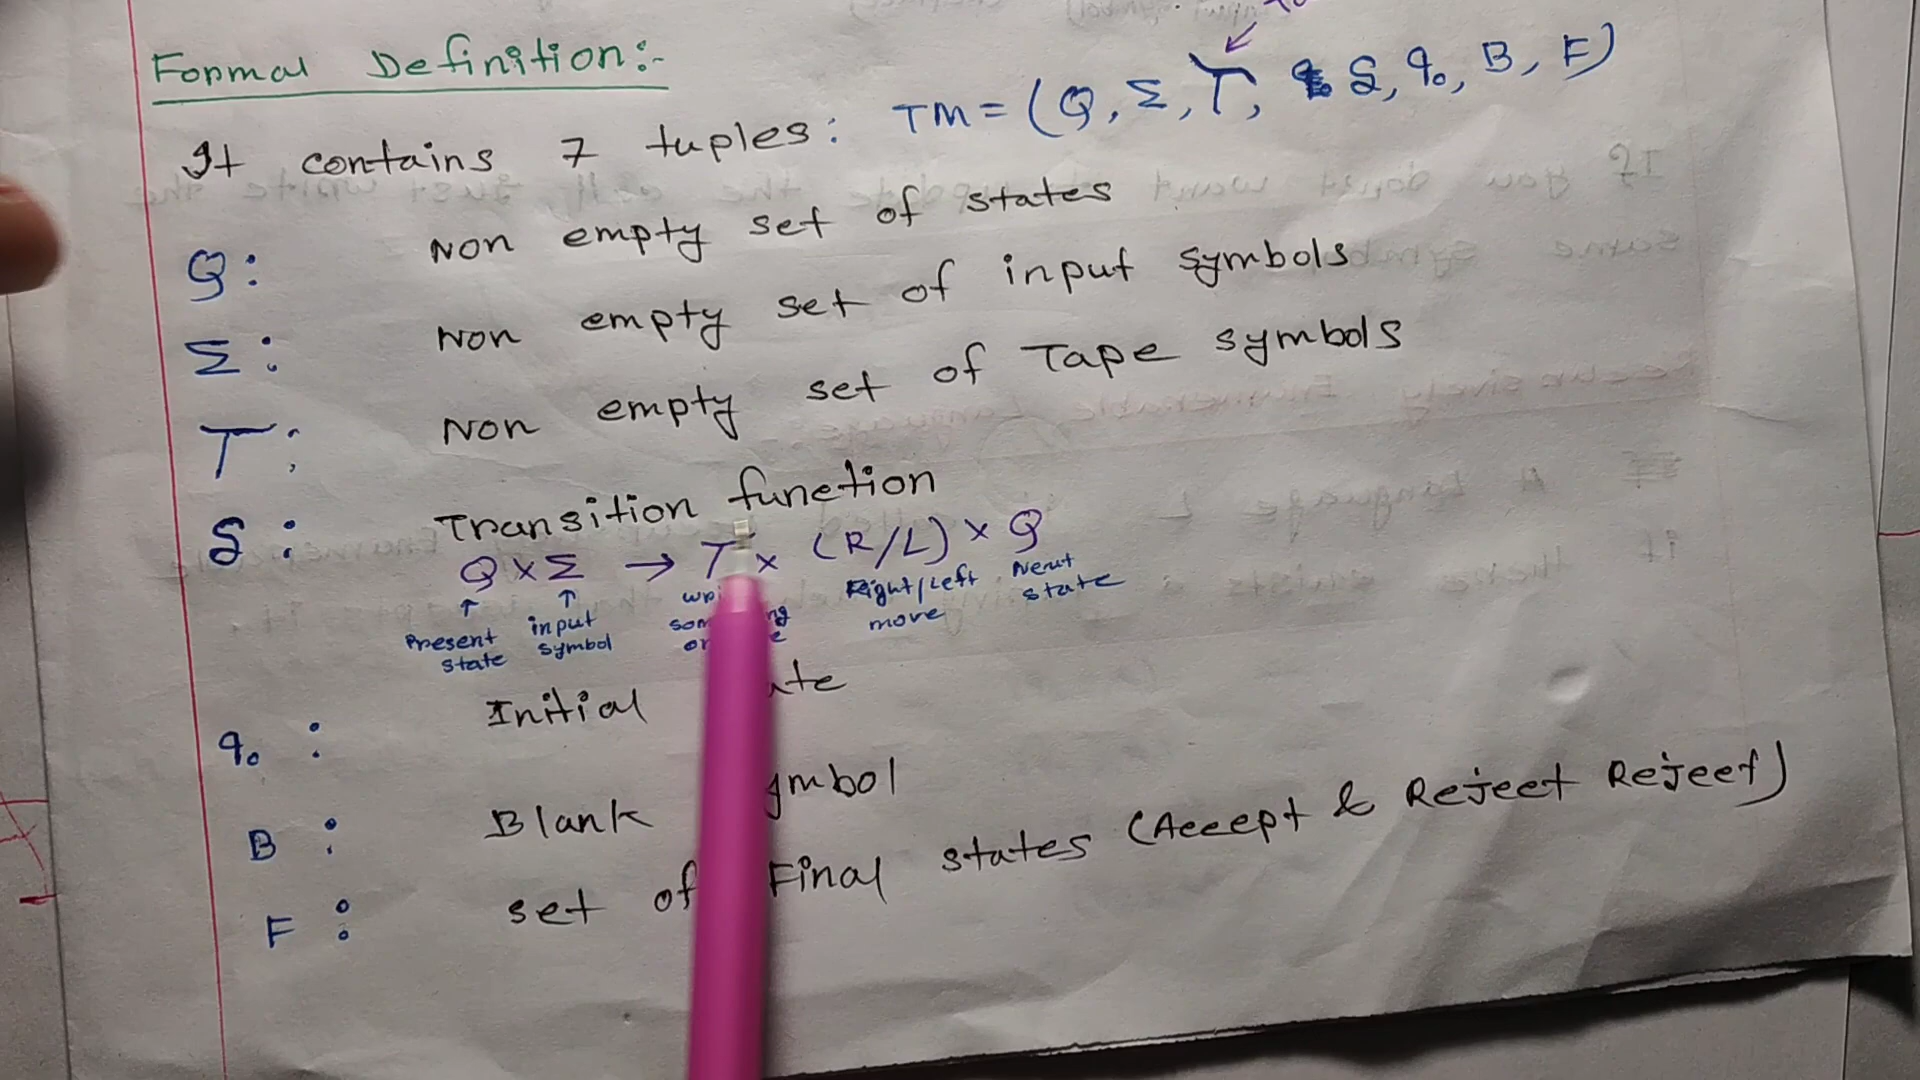 Formal Definition:-
It contains 7 tuples: TM = (Q, Σ, T, δ, q₀, B, F)
Q: Non empty set of states
Σ: Non empty set of input symbols
T: Non empty set of Tape symbols
δ: Transition function
Q × Σ → T × (R/L) × Q
↑ Present state ↑ input symbol Right/Left move Next state
q₀: Initial
B: Blank
F: set of Final states (Accept & Reject Reject)